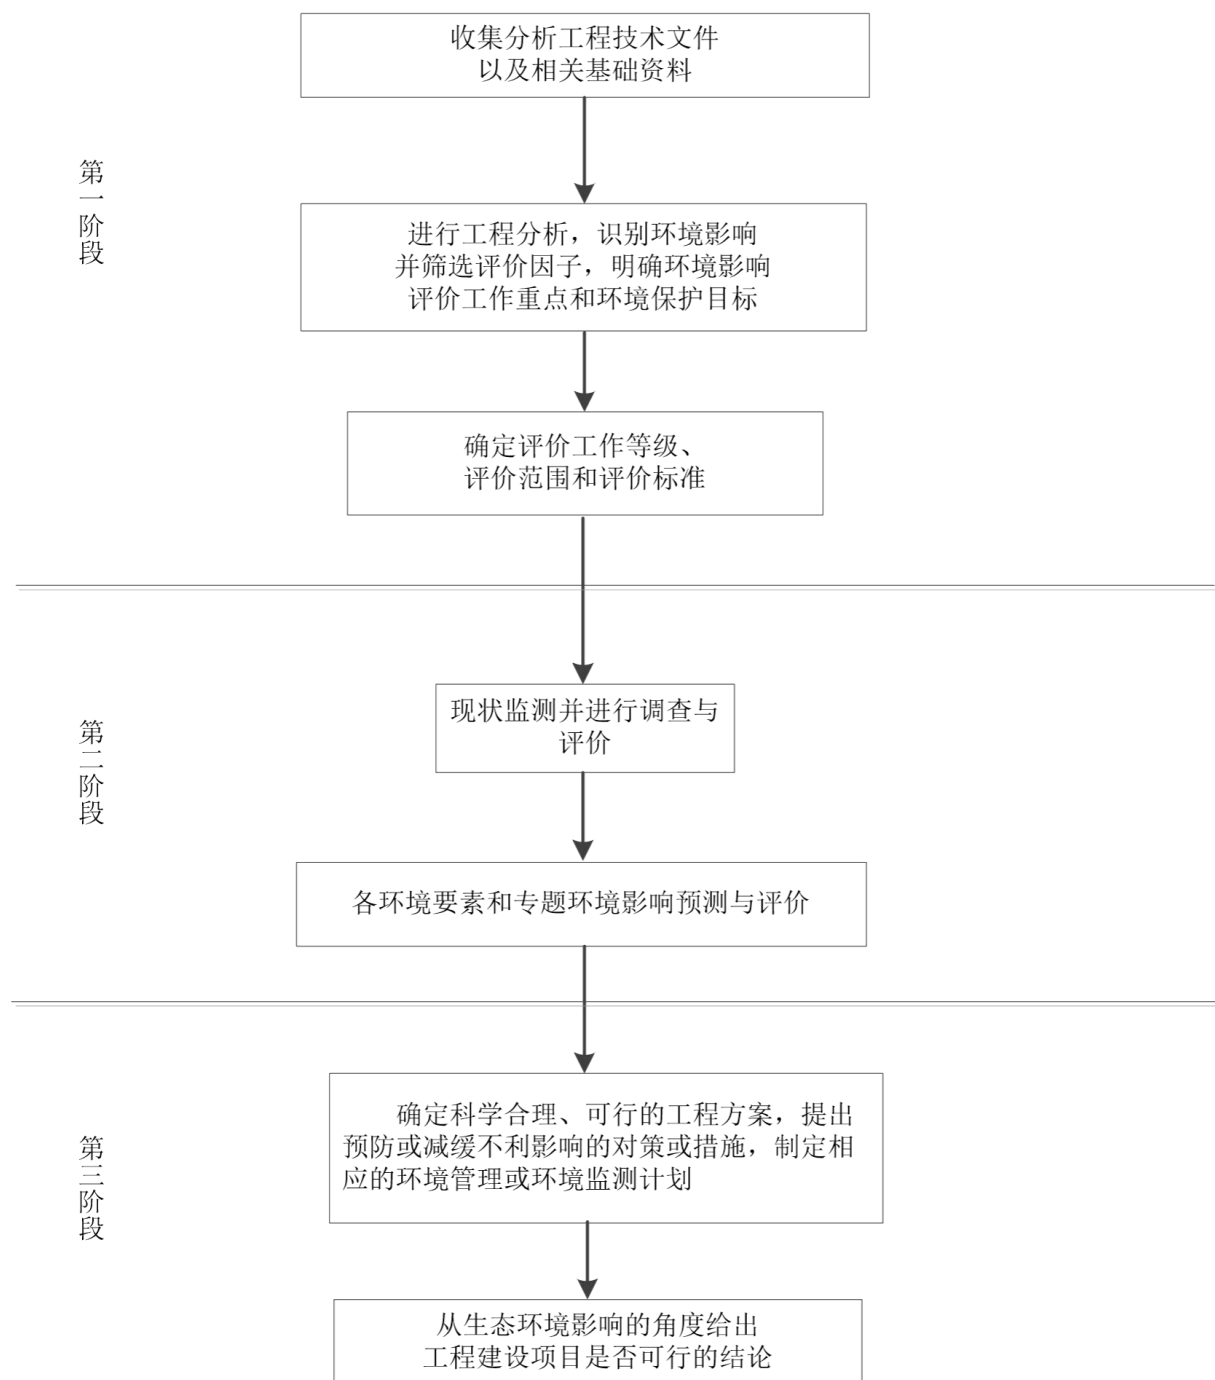 收集分析工程技术文件
以及相关基础资料
第一阶段
进行工程分析，识别环境影响
并筛选评价因子，明确环境影响
评价工作重点和环境保护目标
确定评价工作等级、
评价范围和评价标准
第二阶段
现状监测并进行调查与
评价
各环境要素和专题环境影响预测与评价
第三阶段
确定科学合理、可行的工程方案，提出
预防或减缓不利影响的对策或措施，制定相
应的环境管理或环境监测计划
从生态环境影响的角度给出
工程建设项目是否可行的结论